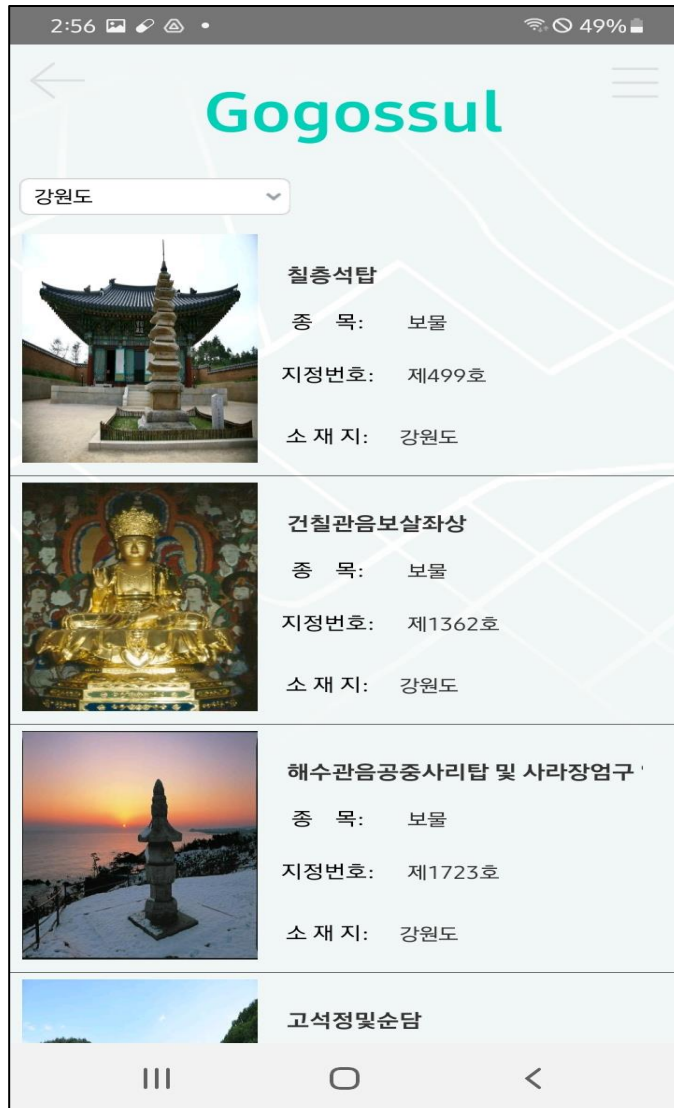 2:56 49%
Gogossul
강원도
칠층석탑
종 목: 보물
지정번호: 제499호
소 재 지: 강원도
건칠관음보살좌상
종 목: 보물
지정번호: 제1362호
소 재 지: 강원도
해수관음공중사리탑 및 사라장엄구
종 목: 보물
지정번호: 제1723호
소 재 지: 강원도
고석정및순담